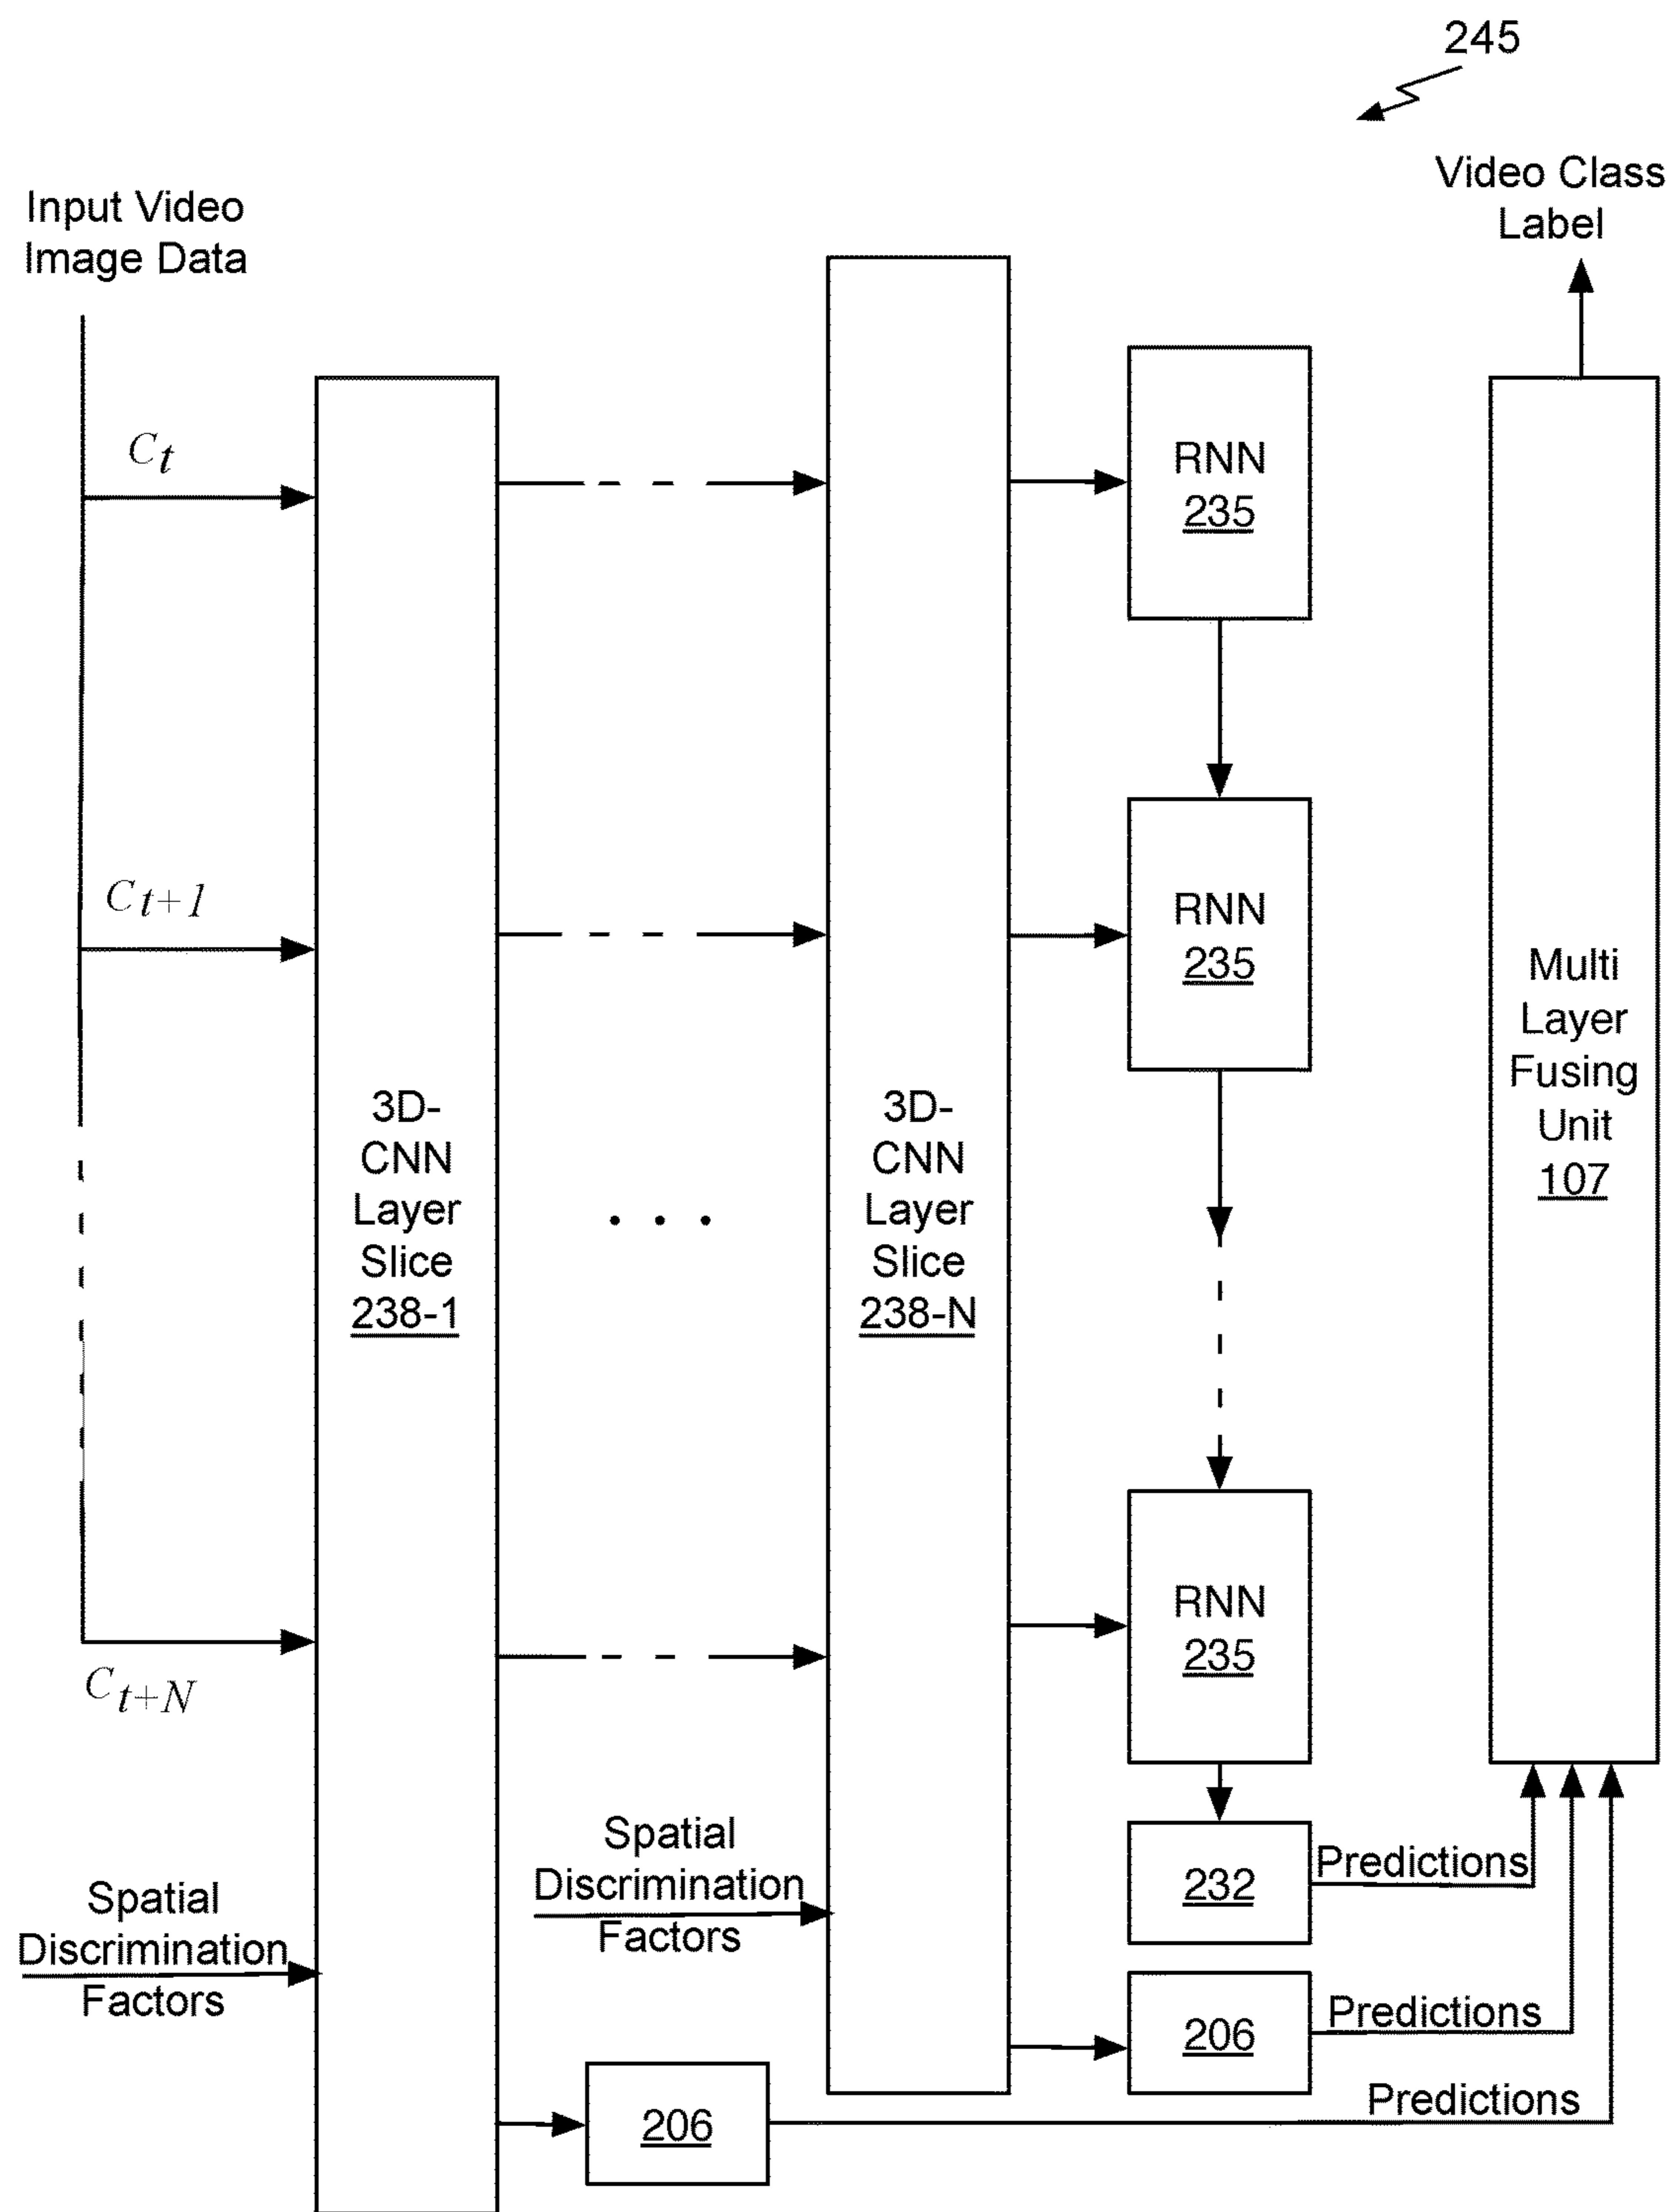 245
Video Class
Label
Input Video
Image Data
Ct
RNN
235
Ct+1
RNN
235
Multi
Layer
Fusing
Unit
107
3D-
CNN
Layer
Slice
238-1
. . .
3D-
CNN
Layer
Slice
238-N
RNN
235
Ct+N
Spatial
Discrimination
Factors
232
Predictions
Spatial
Discrimination
Factors
206
Predictions
206
Predictions